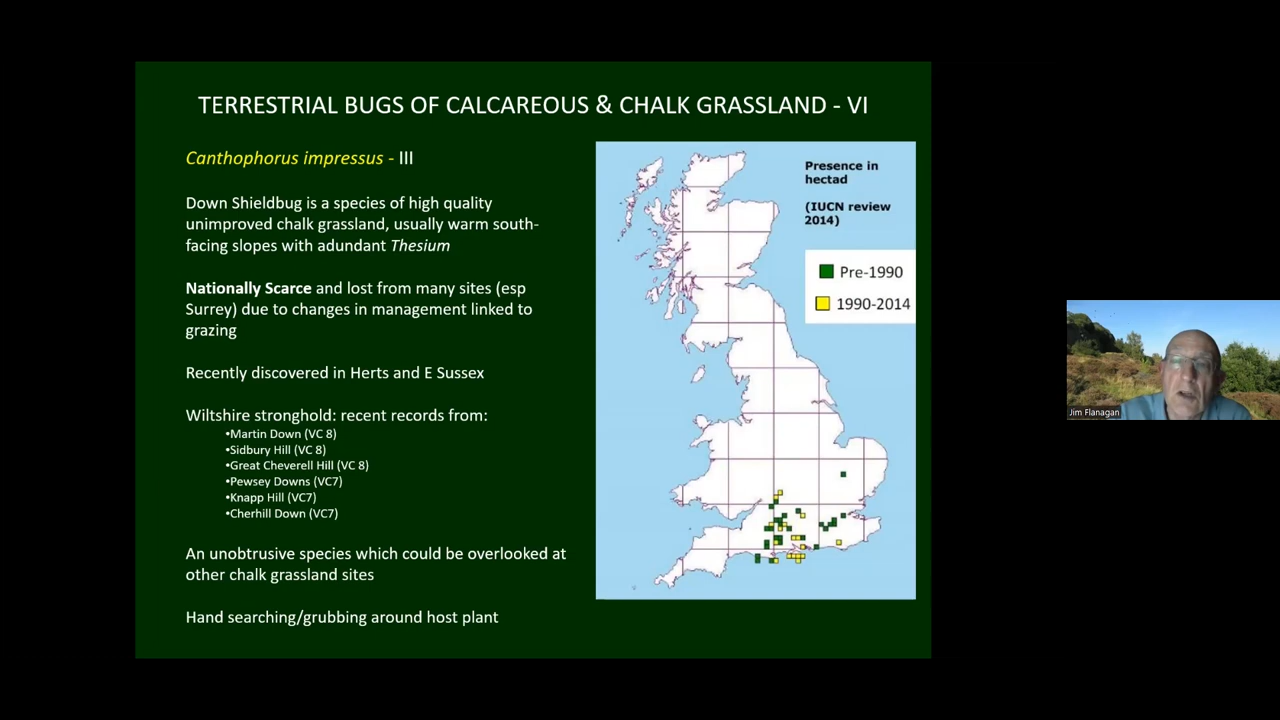 TERRESTRIAL BUGS OF CALCAREOUS & CHALK GRASSLAND - VI
Canthophorus impressus - III
Down Shieldbug is a species of high quality
unimproved chalk grassland, usually warm south-
facing slopes with adundant Thesium
Nationally Scarce and lost from many sites (esp
Surrey) due to changes in management linked to
grazing
Recently discovered in Herts and E Sussex
Wiltshire stronghold: recent records from:
•Martin Down (VC 8)
•Sidbury Hill (VC 8)
•Great Cheverell Hill (VC 8)
•Pewsey Downs (VC7)
•Knapp Hill (VC7)
•Cherhill Down (VC7)
An unobtrusive species which could be overlooked at
other chalk grassland sites
Hand searching/grubbing around host plant
Presence in
hectad
(IUCN review
2014)
Pre-1990
1990-2014
Jim Flanagan